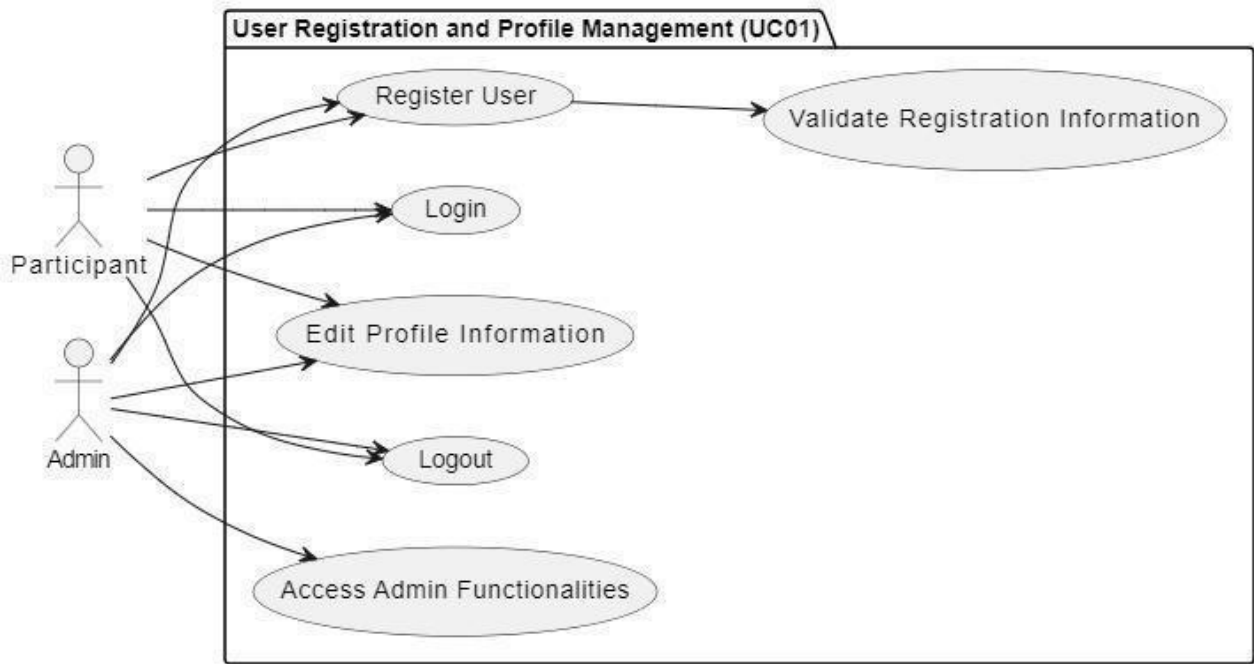 User Registration and Profile Management (UC01)
Register User
Validate Registration Information
Login
Participant
Edit Profile Information
Admin
Logout
Access Admin Functionalities